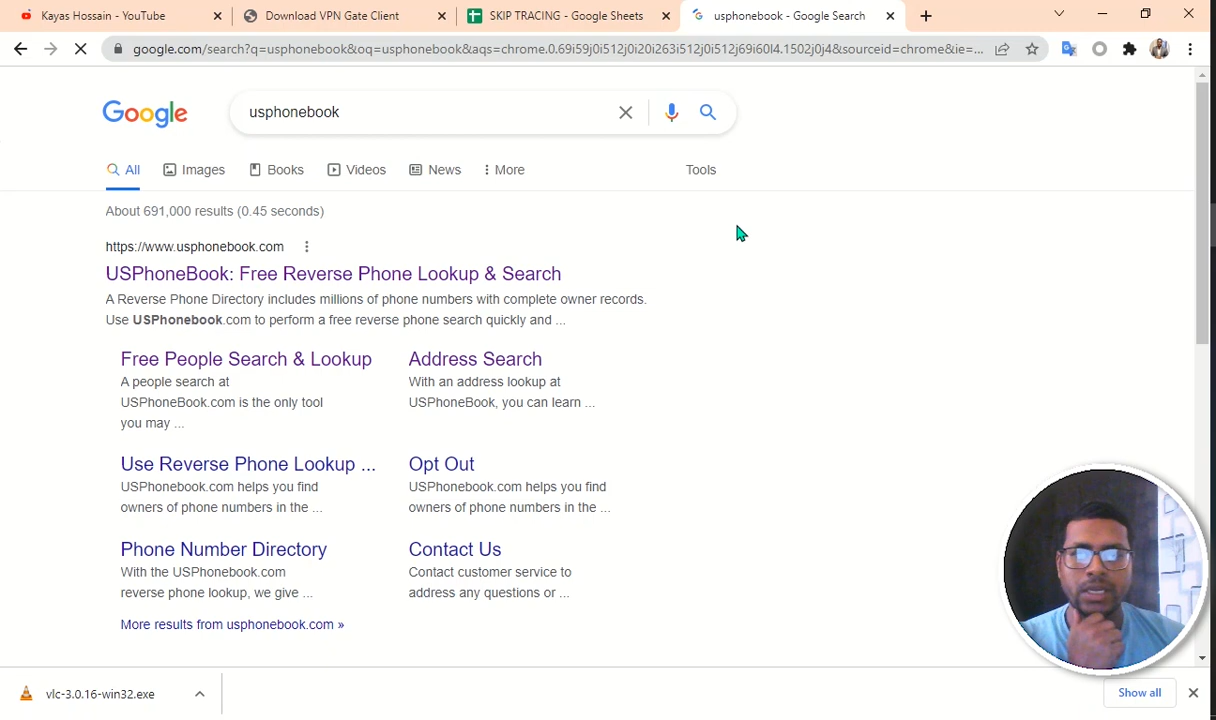 Kayas Hossain - YouTube
Download VPN Gate Client
SKIP TRACING - Google Sheets
usphonebook - Google Search
google.com/search?q=usphonebook&oq=usphonebook&aqs=chrome.0.69i59j0i512j0i20i263i512j0i512j69i60l4.1502j0j4&sourceid=chrome&ie=...
Google
usphonebook
All
Images
Books
Videos
News
More
Tools
About 691,000 results (0.45 seconds)
https://www.usphonebook.com
USPhoneBook: Free Reverse Phone Lookup & Search
A Reverse Phone Directory includes millions of phone numbers with complete owner records.
Use USPhonebook.com to perform a free reverse phone search quickly and ...
Free People Search & Lookup
A people search at
USPhoneBook.com is the only tool
you may ...
Address Search
With an address lookup at
USPhoneBook, you can learn ...
Use Reverse Phone Lookup ...
USPhonebook.com helps you find
owners of phone numbers in the ...
Opt Out
USPhonebook.com helps you find
owners of phone numbers in the ...
Phone Number Directory
With the USPhonebook.com
reverse phone lookup, we give ...
Contact Us
Contact customer service to
address any questions or ...
More results from usphonebook.com »
vlc-3.0.16-win32.exe
Show all